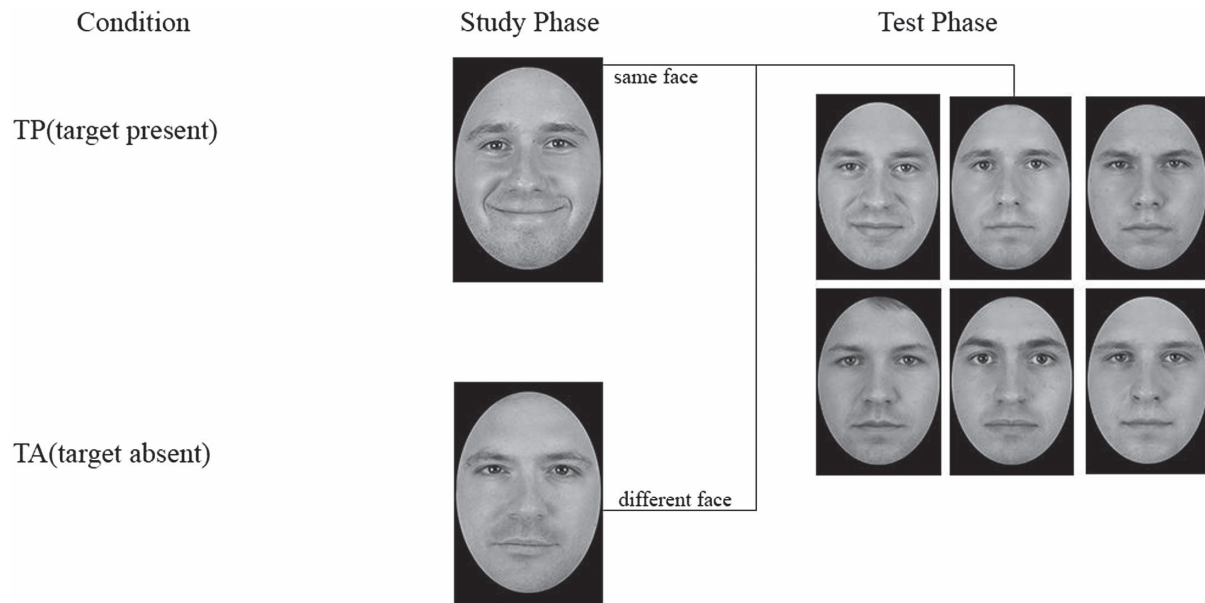 Condition
Study Phase
Test Phase
same face
TP(target present)
TA(target absent)
different face